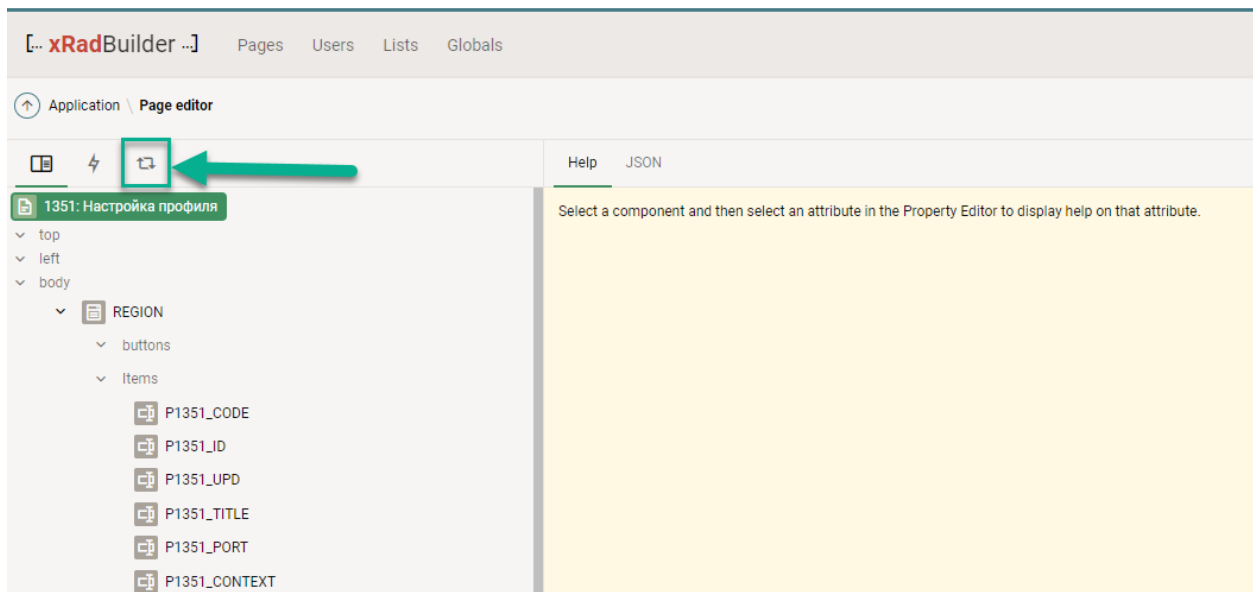 [... xRadBuilder ...] Pages Users Lists Globals
Application \ Page editor
Help JSON
1351: Настройка профиля
Select a component and then select an attribute in the Property Editor to display help on that attribute.
top
left
body
REGION
buttons
Items
P1351_CODE
P1351_ID
P1351_UPD
P1351_TITLE
P1351_PORT
P1351_CONTEXT